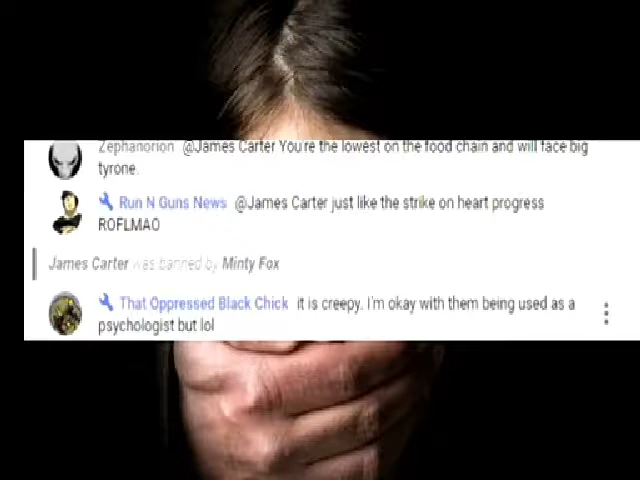 Zephanorion @James Carter You're the lowest on the food chain and will face big
tyrone.
Run N Guns News @James Carter just like the strike on heart progress
ROFLMAO
James Carter was banned by Minty Fox
That Oppressed Black Chick it is creepy. I'm okay with them being used as a
psychologist but lol